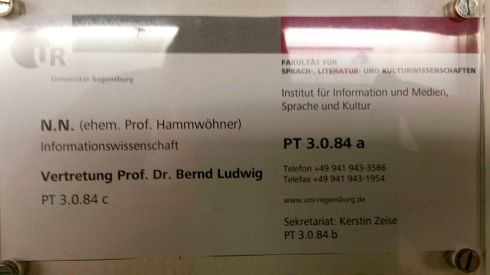 UR
Universität Regensburg
FAKULTÄT FÜR
SPRACH-, LITERATUR- UND KULTURWISSENSCHAFTEN
Institut für Information und Medien,
Sprache und Kultur
N.N. (ehem. Prof. Hammwöhner)
Informationswissenschaft
Vertretung Prof. Dr. Bernd Ludwig
PT 3.0.84 c
PT 3.0.84 a
Telefon +49 941 943-3586
Telefax +49 941 943-1954
www.uni-regensburg.de
Sekretariat: Kerstin Zeise
PT 3.0.84 b